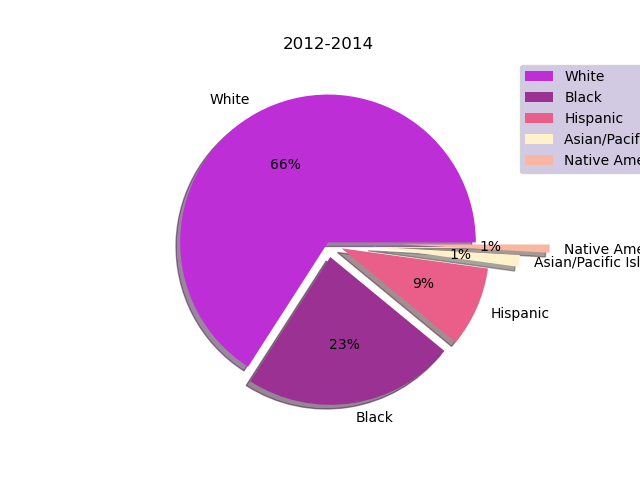 2012-2014
White
Black
Hispanic
Asian/Pacif
Native Ame
White
66%
1%
Native Ame
1%
Asian/Pacific Isl
9%
Hispanic
23%
Black